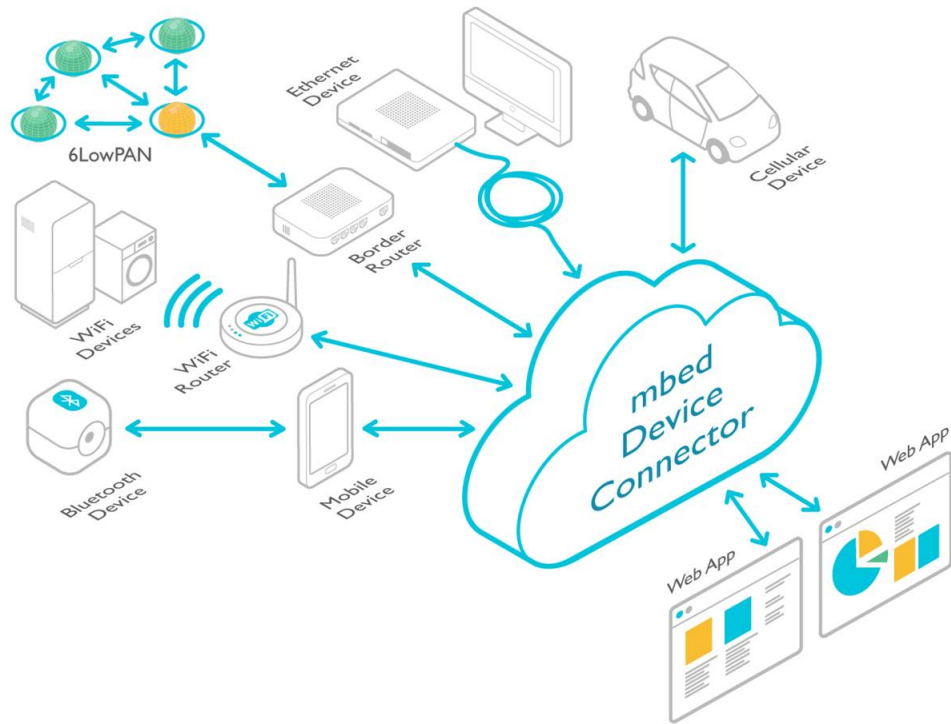 Ethernet
Device
6LowPAN
Cellular
Device
Border
Router
WiFi
Devices
WiFi
WiFi
Router
mbed
Device
Connector
Bluetooth
Device
Mobile
Device
Web App
Web App